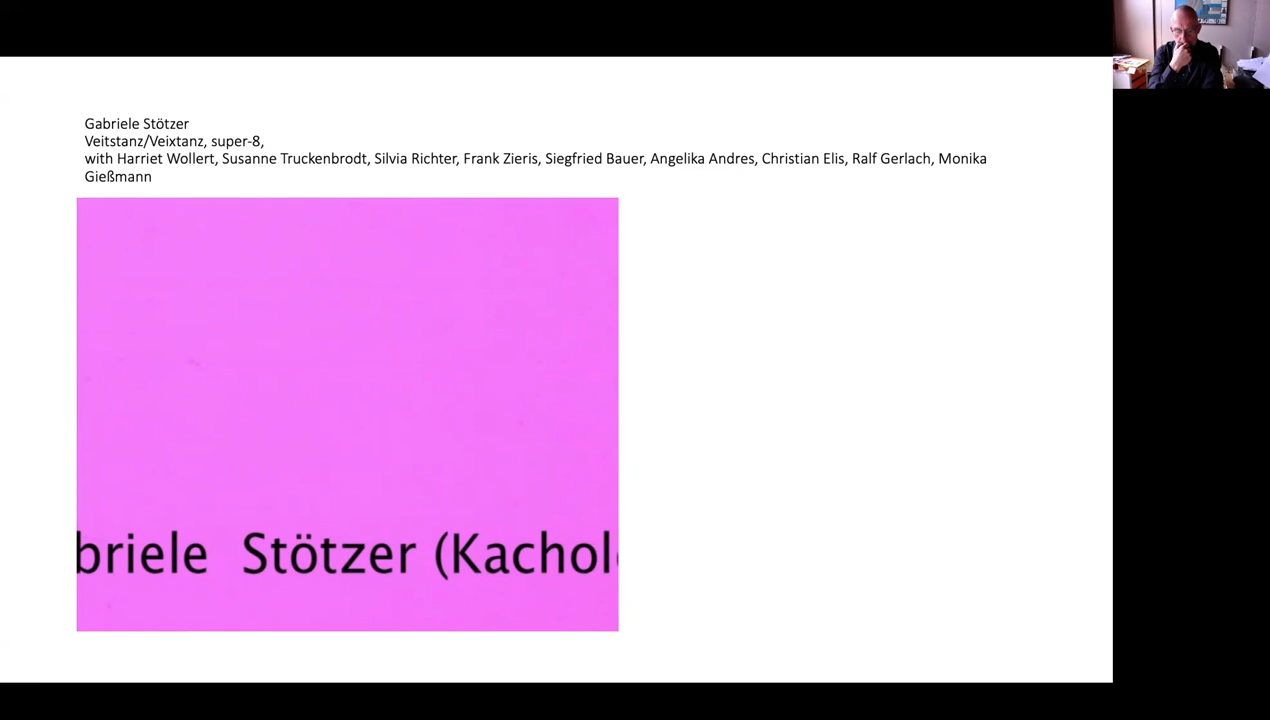 Gabriele Stötzer
Veitstanz/Veixtanz, super-8,
with Harriet Wollert, Susanne Truckenbrodt, Silvia Richter, Frank Zieris, Siegfried Bauer, Angelika Andres, Christian Elis, Ralf Gerlach, Monika
Gießmann
briele Stötzer (Kachol